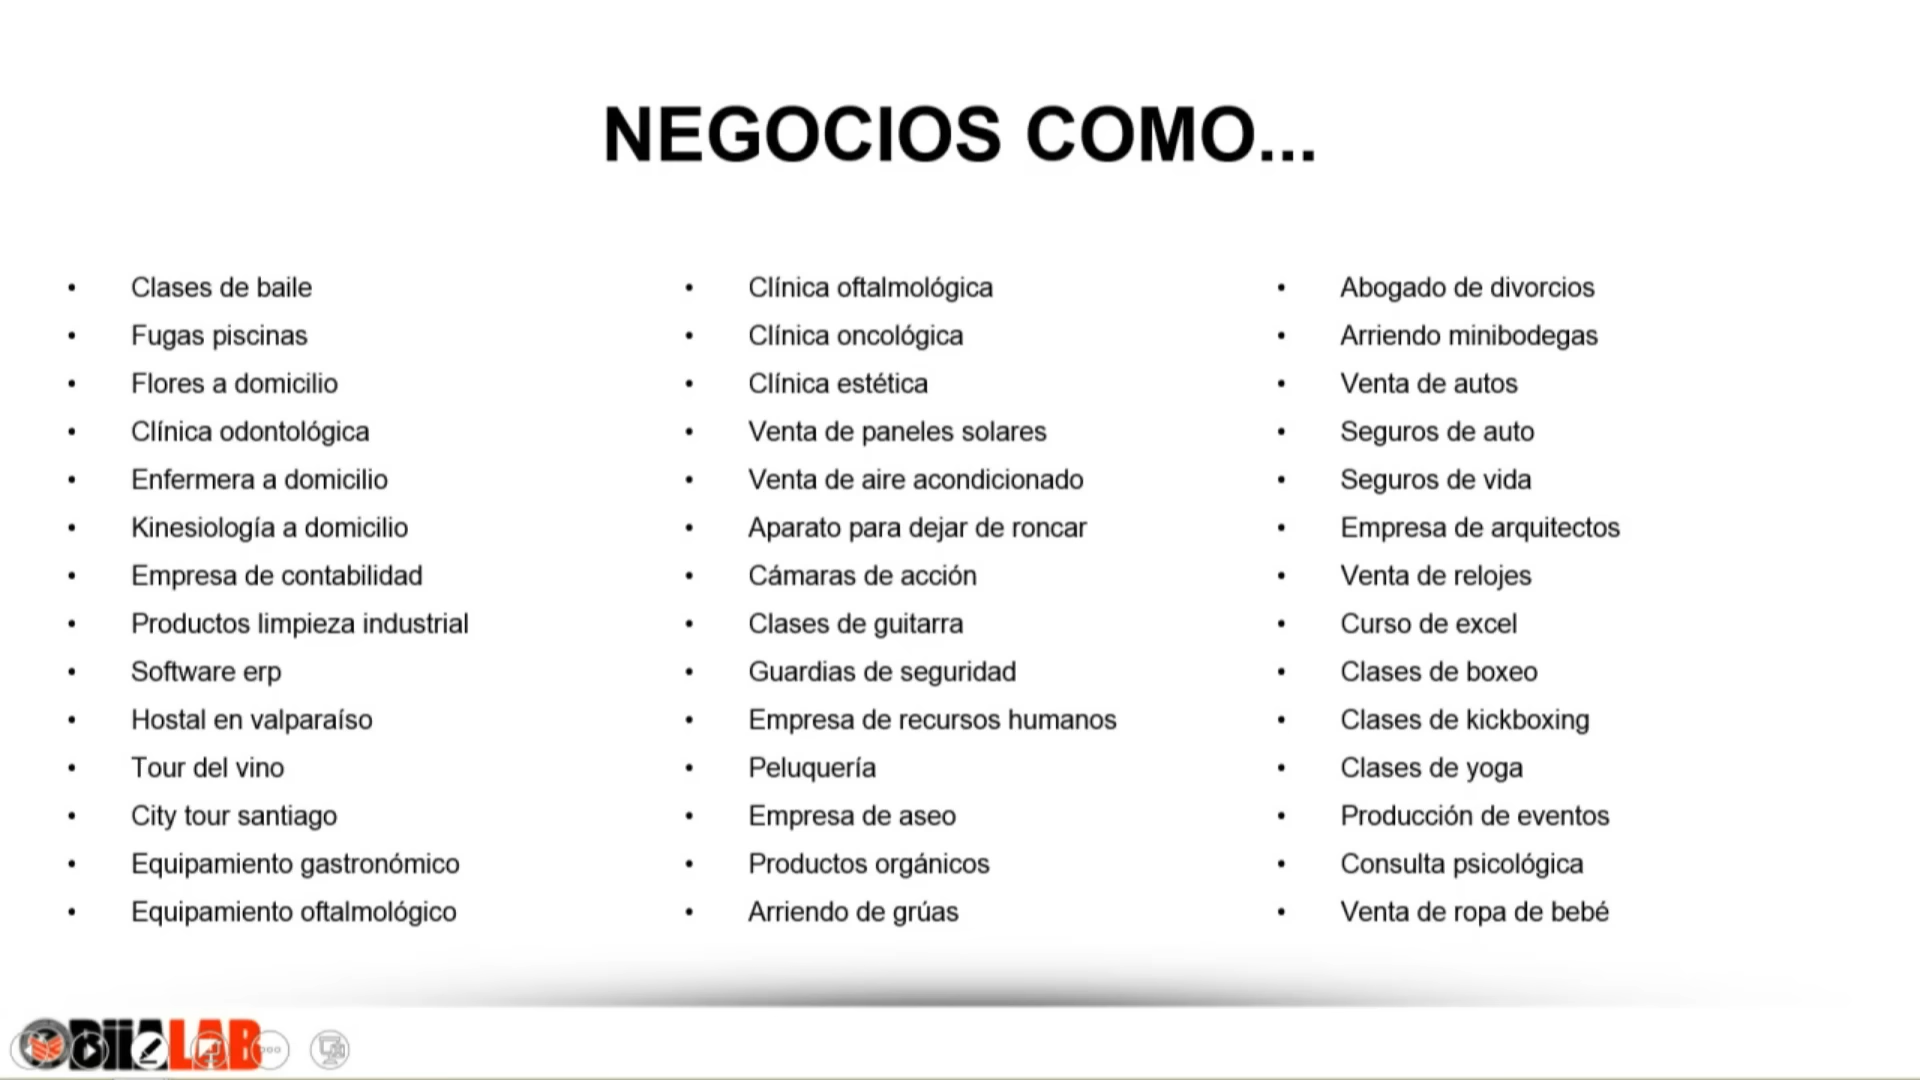 NEGOCIOS COMO...
• Clases de baile
• Fugas piscinas
• Flores a domicilio
• Clínica odontológica
• Enfermera a domicilio
• Kinesiología a domicilio
• Empresa de contabilidad
• Productos limpieza industrial
• Software erp
• Hostal en valparaíso
• Tour del vino
• City tour santiago
• Equipamiento gastronómico
• Equipamiento oftalmológico
• Clínica oftalmológica
• Clínica oncológica
• Clínica estética
• Venta de paneles solares
• Venta de aire acondicionado
• Aparato para dejar de roncar
• Cámaras de acción
• Clases de guitarra
• Guardias de seguridad
• Empresa de recursos humanos
• Peluquería
• Empresa de aseo
• Productos orgánicos
• Arriendo de grúas
• Abogado de divorcios
• Arriendo minibodegas
• Venta de autos
• Seguros de auto
• Seguros de vida
• Empresa de arquitectos
• Venta de relojes
• Curso de excel
• Clases de boxeo
• Clases de kickboxing
• Clases de yoga
• Producción de eventos
• Consulta psicológica
• Venta de ropa de bebé
BiiALAB